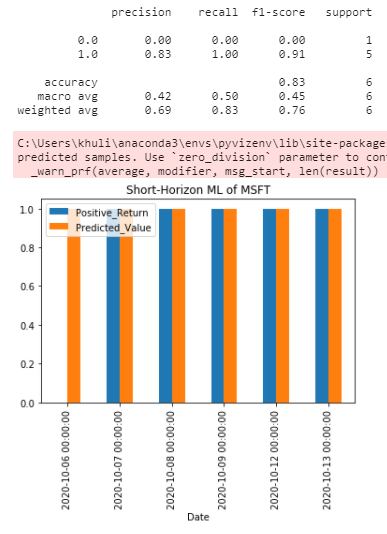 precision recall f1-score support
0.0 0.00 0.00 0.00 1
1.0 0.83 1.00 0.91 5
accuracy 0.83 6
macro avg 0.42 0.50 0.45 6
weighted avg 0.69 0.83 0.76 6
C:\Users\khuli\anaconda3\envs\pyvizenv\lib\site-package
predicted samples. Use `zero_division` parameter to con
_warn_prf(average, modifier, msg_start, len(result))
Short-Horizon ML of MSFT
Positive_Return
Predicted_Value
1.0
0.8
0.6
0.4
0.2
0.0
2020-10-06 00:00:00
2020-10-07 00:00:00
2020-10-08 00:00:00
2020-10-09 00:00:00
2020-10-12 00:00:00
2020-10-13 00:00:00
Date